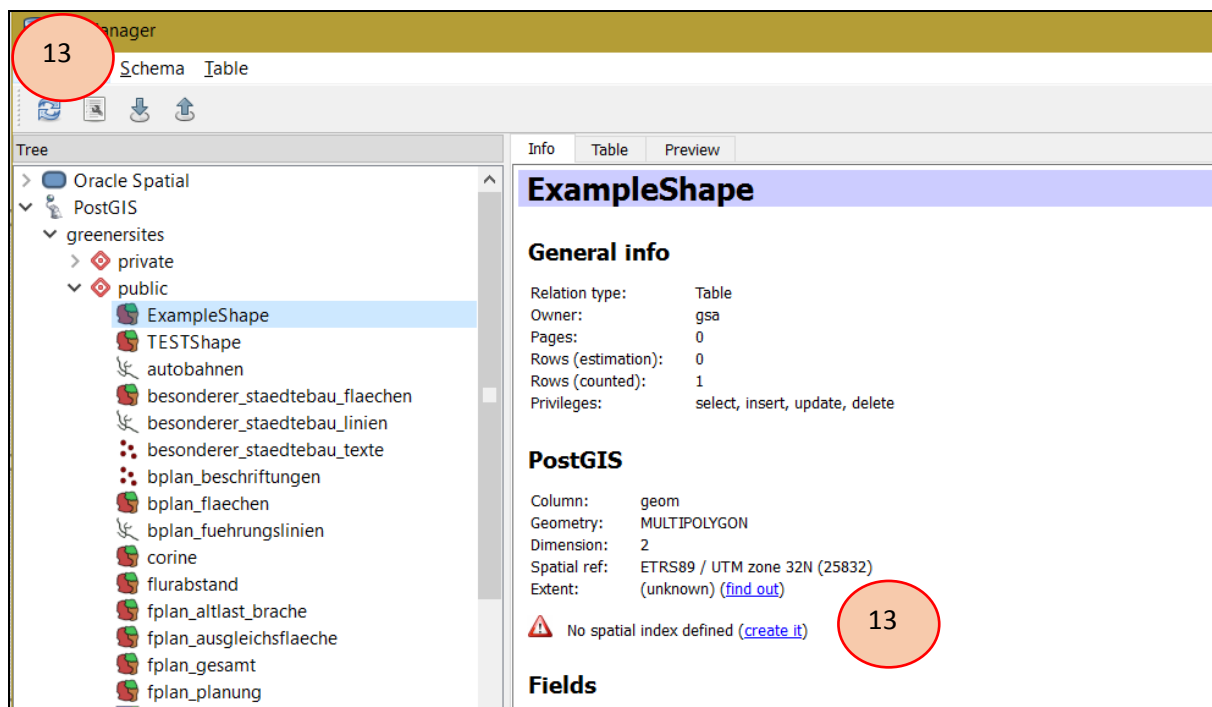 anager
13
Schema Table
Tree
Oracle Spatial
PostGIS
greenersites
private
public
ExampleShape
TESTShape
autobahnen
besonderer_staedtebau_flaechen
besonderer_staedtebau_linien
besonderer_staedtebau_texte
bplan_beschriftungen
bplan_flaechen
bplan_fuehrungslinien
corine
flurabstand
fplan_altlast_brache
fplan_ausgleichsflaeche
fplan_gesamt
fplan_planung
Info Table Preview
ExampleShape
General info
Relation type: Table
Owner: gsa
Pages: 0
Rows (estimation): 0
Rows (counted): 1
Privileges: select, insert, update, delete
PostGIS
Column: geom
Geometry: MULTIPOLYGON
Dimension: 2
Spatial ref: ETRS89 / UTM zone 32N (25832)
Extent: (unknown) (find out)
No spatial index defined (create it)
13
Fields